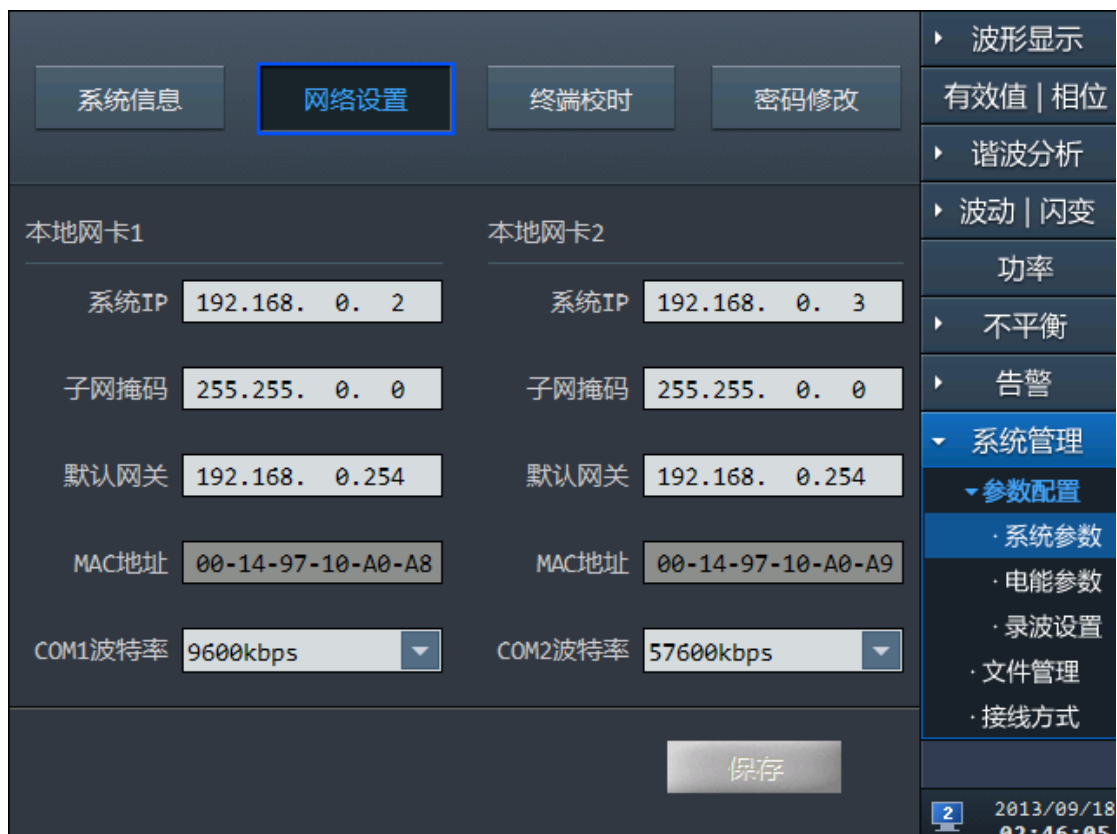 系统信息
网络设置
终端校时
密码修改
本地网卡1
本地网卡2
系统IP 192.168. 0. 2
系统IP 192.168. 0. 3
子网掩码 255.255. 0. 0
子网掩码 255.255. 0. 0
默认网关 192.168. 0.254
默认网关 192.168. 0.254
MAC地址 00-14-97-10-A0-A8
MAC地址 00-14-97-10-A0-A9
COM1波特率 9600kbps
COM2波特率 57600kbps
保存
波形显示
有效值 | 相位
谐波分析
波动 | 闪变
功率
不平衡
告警
系统管理
参数配置
·系统参数
·电能参数
·录波设置
·文件管理
·接线方式
2
2013/09/18
02:46:05